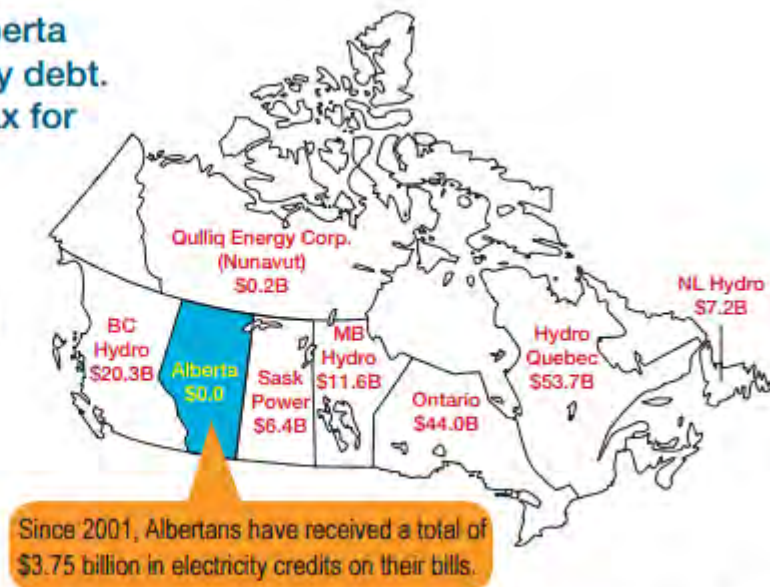 erta
y debt.
x for
Qulliq Energy Corp.
(Nunavut)
$0.2B
NL Hydro
$7.2B
BC
Hydro
$20.3B
Alberta
$0.0
Sask
Power
$6.4B
MB
Hydro
$11.6B
Ontario
$44.0B
Hydro
Quebec
$53.7B
Since 2001, Albertans have received a total of
$3.75 billion in electricity credits on their bills.